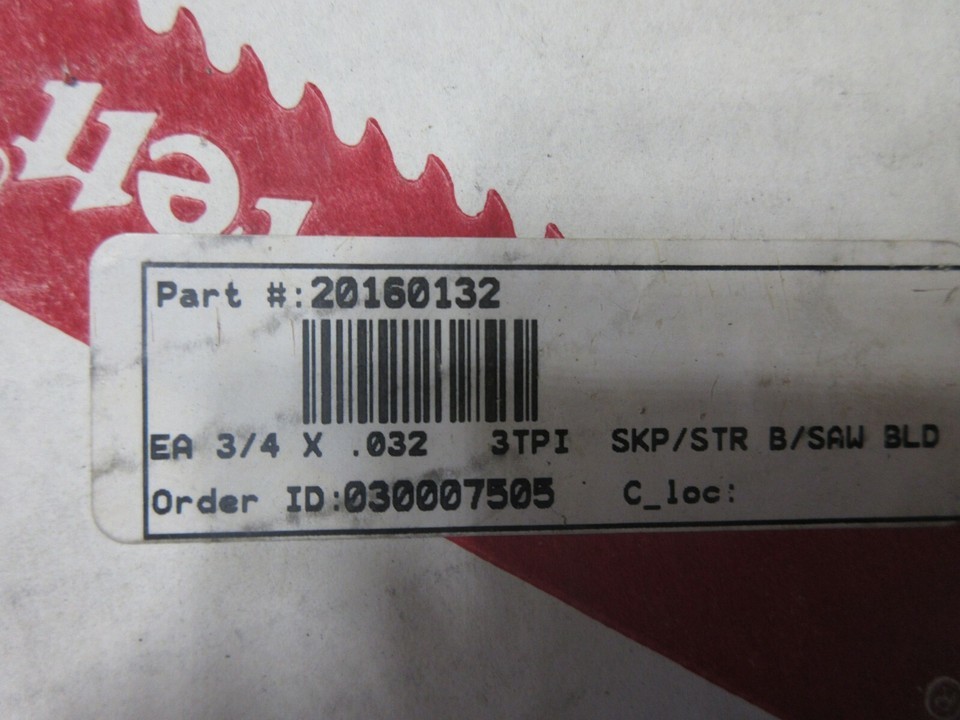 Part #:20160132
EA 3/4 X .032 3TPI SKP/STR B/SAW BLD
Order ID:030007505 C_loc: